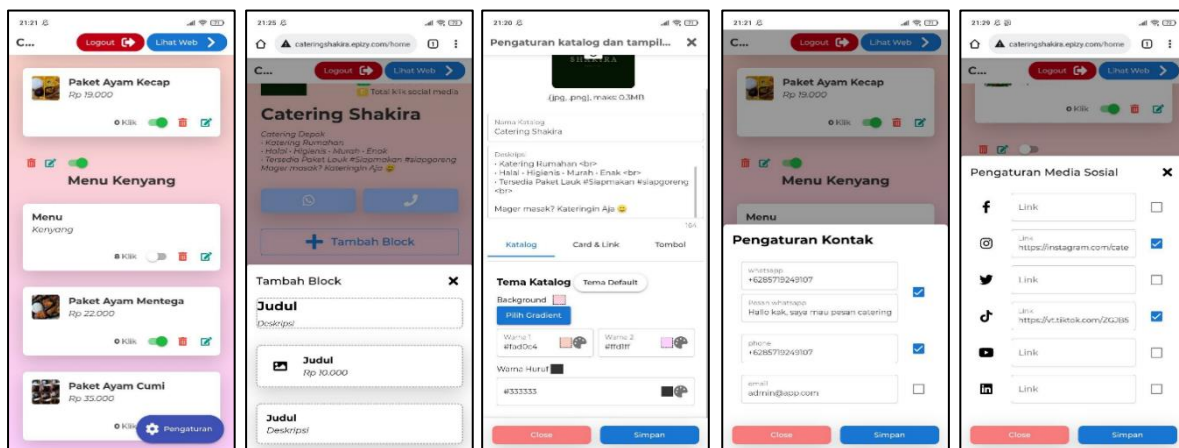 21:21
C...
Logout
Lihat Web
Paket Ayam Kecap
Rp 19.000
0 Klik
Menu Kenyang
Menu
Kenyang
8 Klik
Paket Ayam Mentega
Rp 22.000
0 Klik
Paket Ayam Cumi
Rp 35.000
0 Klik
Pengaturan
21:25
cateringshakira.epizy.com/home
1
C...
Logout
Lihat Web
Total klik social media
Catering Shakira
Catering Depok
- Katering Rumahan
- Halal - Higienis - Murah - Enak
- Tersedia Paket Lauk #Siapmakan #siapgoreng
Mager masak? Kateringin Aja
Tambah Block
Tambah Block
Judul
Deskripsi
Judul
Rp 10.000
Judul
Deskripsi
21:20
Pengaturan katalog dan tampil...
SHAKIRA
(jpg, png), maks: 0.3MB
Nama Katalog
Catering Shakira
Deskripsi
- Katering Rumahan <br>
- Halal - Higienis - Murah - Enak <br>
- Tersedia Paket Lauk #Siapmakan #siapgoreng
<br>
Mager masak? Kateringin Aja
164
Katalog
Card & Link
Tombol
Tema Katalog
Tema Default
Background
Pilih Gradient
Warna 1
#fad0c4
Warna 2
#ffd1ff
Warna Huruf
#333333
Close
Simpan
21:21
C...
Logout
Lihat Web
Paket Ayam Kecap
Rp 19.000
0 Klik
Menu Kenyang
Menu
Pengaturan Kontak
whatsapp
+6285719249107
Pesan whatsapp
Hallo kak, saya mau pesan catering
phone
+6285719249107
email
admin@app.com
Close
Simpan
21:29
cateringshakira.epizy.com/home
1
C...
Logout
Lihat Web
0 Klik
Pengaturan Media Sosial
Link
Link
https://instagram.com/cate
Link
Link
https://vt.tiktok.com/ZGJB5
Link
Link
Close
Simpan